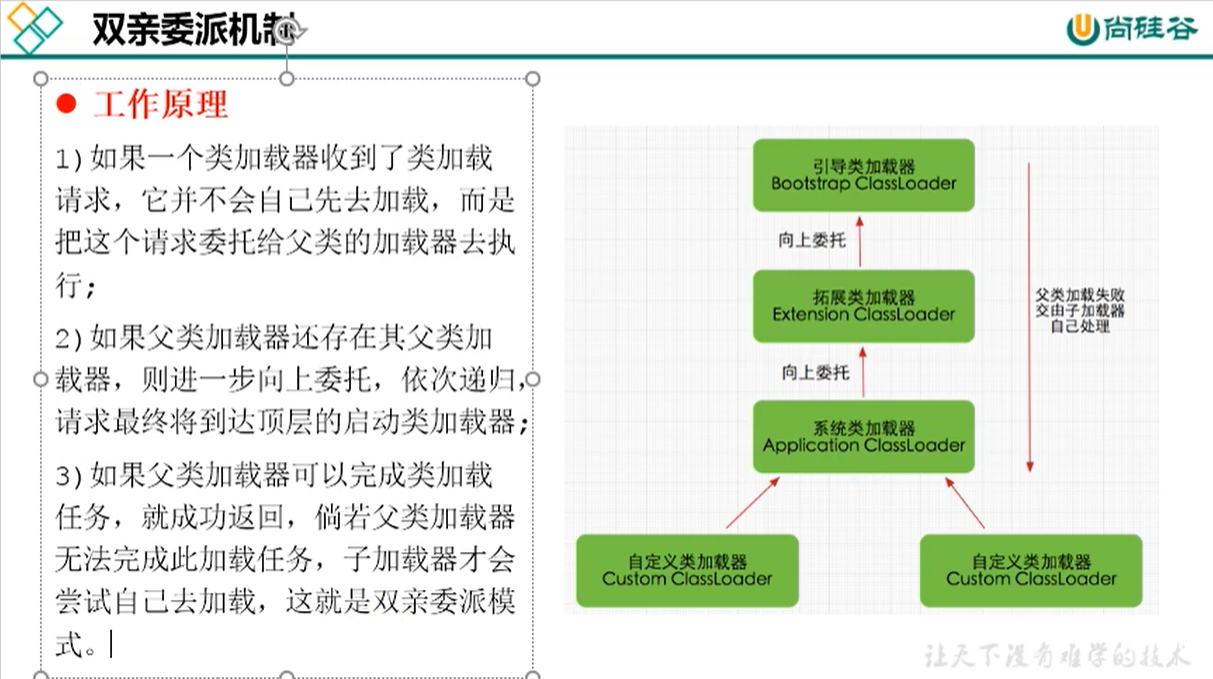 双亲委派机制
尚硅谷
工作原理
1)如果一个类加载器收到了类加载
请求，它并不会自己先去加载，而是
把这个请求委托给父类的加载器去执
行;
2)如果父类加载器还存在其父类加
载器，则进一步向上委托，依次递归，
请求最终将到达顶层的启动类加载器;
3)如果父类加载器可以完成类加载
任务，就成功返回，倘若父类加载器
无法完成此加载任务，子加载器才会
尝试自己去加载，这就是双亲委派模
式。
引导类加载器
Bootstrap ClassLoader
向上委托
拓展类加载器
Extension ClassLoader
父类加载失败
交由子加载器
自己处理
向上委托
系统类加载器
Application ClassLoader
自定义类加载器
Custom ClassLoader
自定义类加载器
Custom ClassLoader
让天下没有难学的技术